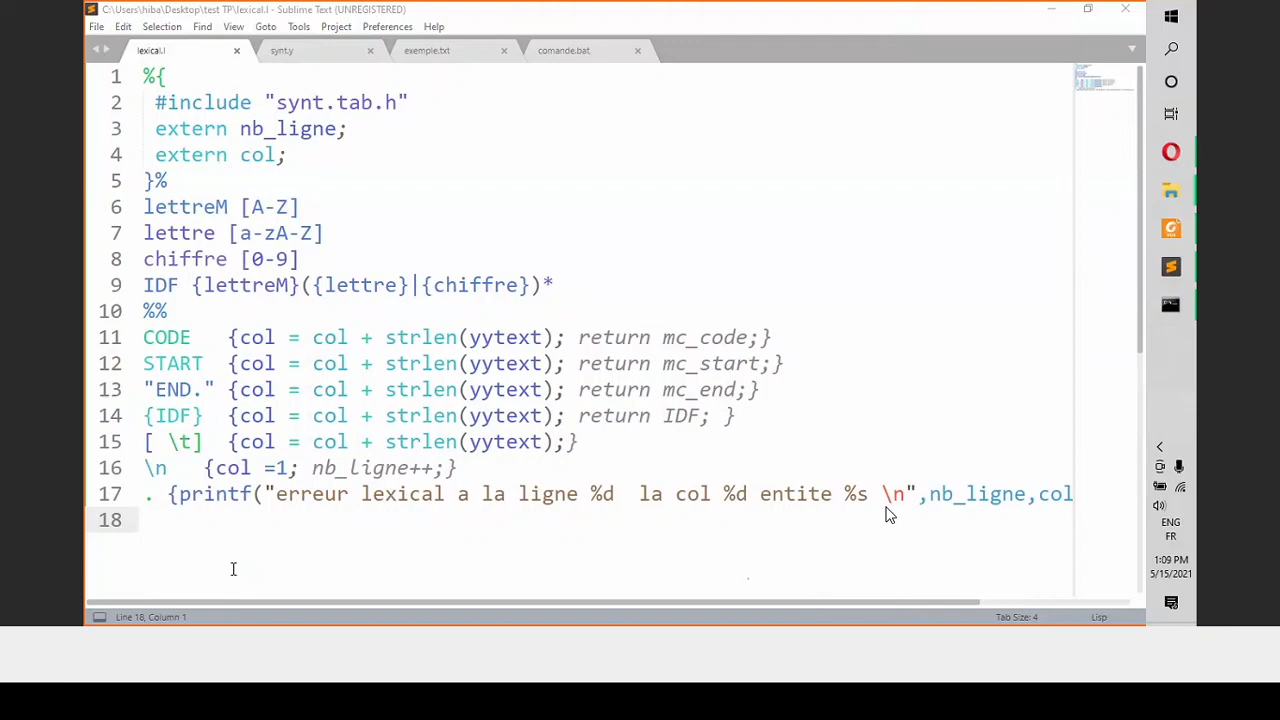 C:\Users\hiba\Desktop\test TP\lexical.l - Sublime Text (UNREGISTERED)
File Edit Selection Find View Goto Tools Project Preferences Help
lexical.l synt.y exemple.txt comande.bat
1 %{
2 #include "synt.tab.h"
3 extern nb_ligne;
4 extern col;
5 }%
6 lettreM [A-Z]
7 lettre [a-zA-Z]
8 chiffre [0-9]
9 IDF {lettreM}({lettre}|{chiffre})*
10 %%
11 CODE {col = col + strlen(yytext); return mc_code;}
12 START {col = col + strlen(yytext); return mc_start;}
13 "END." {col = col + strlen(yytext); return mc_end;}
14 {IDF} {col = col + strlen(yytext); return IDF; }
15 [ \t] {col = col + strlen(yytext);}
16 \n {col =1; nb_ligne++;}
17 . {printf("erreur lexical a la ligne %d  la col %d entite %s \n",nb_ligne,col
18
Line 18, Column 1 Tab Size: 4 Lisp
ENG
FR
1:09 PM
5/15/2021